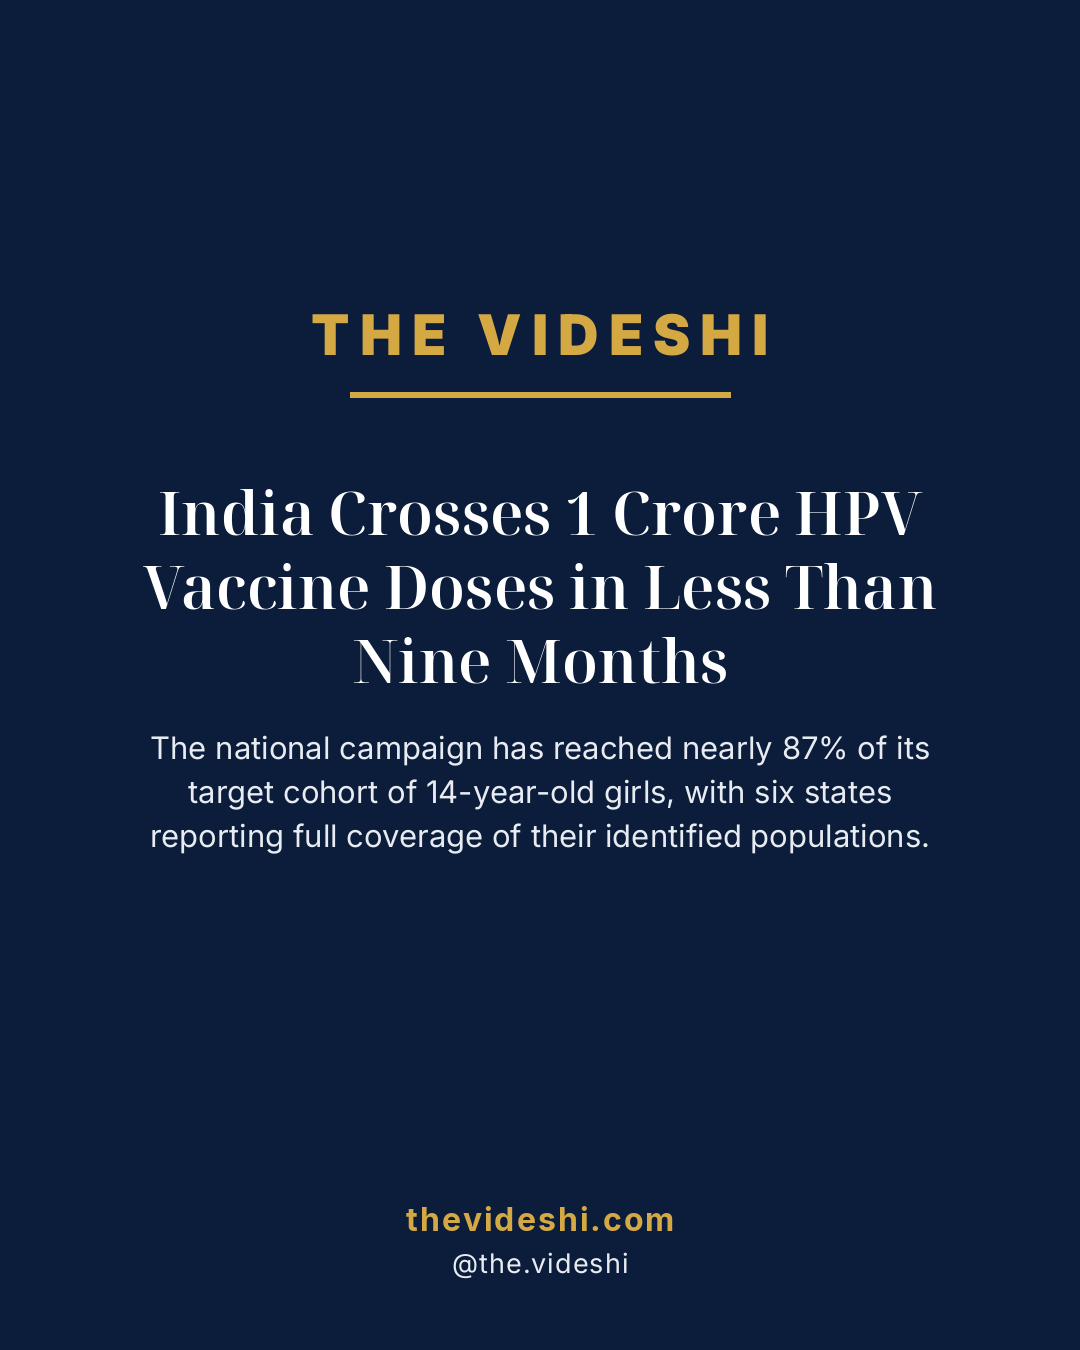 THE VIDESHI
India Crosses 1 Crore HPV
Vaccine Doses in Less Than
Nine Months
The national campaign has reached nearly 87% of its
target cohort of 14-year-old girls, with six states
reporting full coverage of their identified populations.
thevideshi.com
@the.videshi